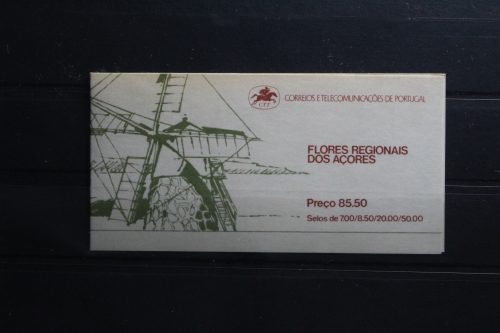 CTT
CORREIOS E TELECOMUNICAÇÕES DE PORTUGAL
FLORES REGIONAIS
DOS AÇORES
Preço 85.50
Selos de 7.00/8.50/20.00/50.00